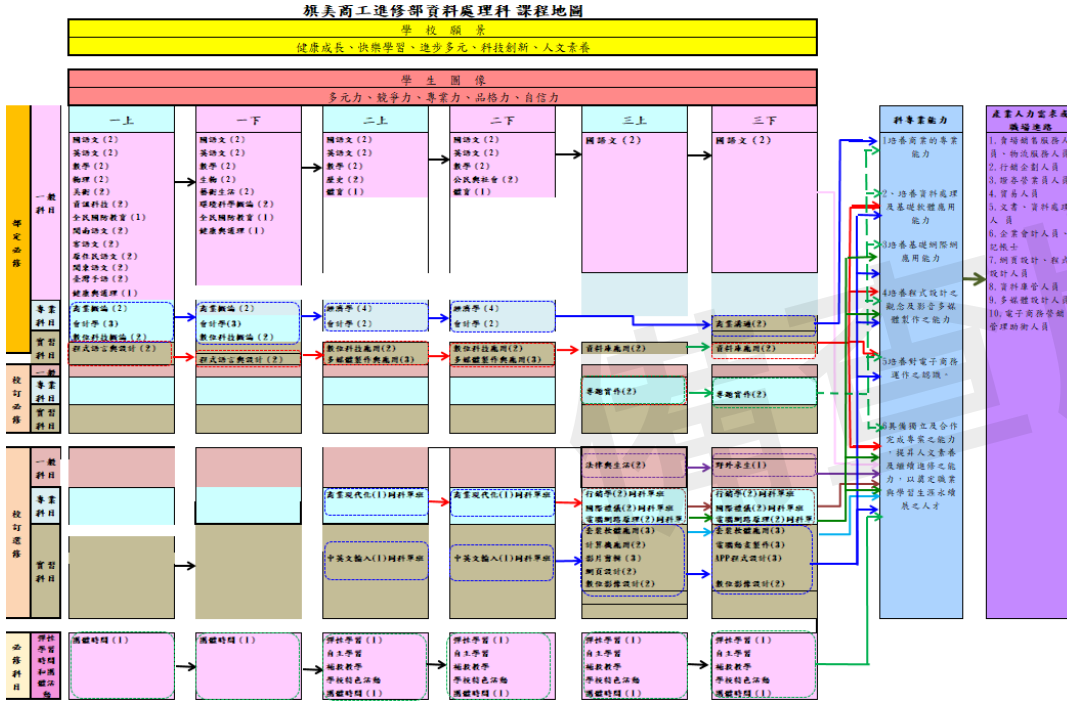 旗美商工進修部資料處理科 課程地圖
學 校 願 景
健康成長、快樂學習、進步多元、科技創新、人文素養
學 生 圖 像
多元力、競爭力、專業力、品格力、自信力
一上
一下
二上
二下
三上
三下
科專業能力
產業人力需求或
職場進路
部定必修
一般
科目
國語文(2)
英語文(2)
數學(2)
物理(2)
美術(2)
資訊科技(2)
全民國防教育(1)
閩南語文(2)
客語文(2)
原住民語文(2)
閩東語文(2)
臺灣手語(2)
健康與護理(1)
國語文(2)
英語文(2)
數學(2)
生物(2)
藝術生活(2)
環境科學概論(2)
全民國防教育(1)
健康與護理(1)
國語文(2)
英語文(2)
數學(2)
歷史(2)
體育(1)
國語文(2)
英語文(2)
數學(2)
公民與社會(2)
體育(1)
國語文(2)
國語文(2)
專業
科目
商業概論(2)
會計學(3)
數位科技概論(2)
商業概論(2)
會計學(3)
數位科技概論(2)
經濟學(4)
會計學(2)
經濟學(4)
會計學(2)
商業溝通(2)
實習
科目
程式語言與設計(2)
程式語言與設計(2)
數位科技應用(2)
多媒體製作與應用(3)
數位科技應用(2)
多媒體製作與應用(3)
資料庫應用(2)
資料庫應用(2)
校訂必修
一般
專業
科目
專題實作(2)
專題實作(2)
實習
科目
校訂選修
一般
科目
法律與生活(2)
野外求生(1)
專業
科目
商業現代化(1)同科單班
商業現代化(1)同科單班
行銷學(2)同科單班
國際禮儀(2)同科單班
電腦網路原理(2)同科單
行銷學(2)同科單班
國際禮儀(2)同科單班
電腦網路原理(2)同科單
實習
科目
中英文輸入(1)同科單班
中英文輸入(1)同科單班
套裝軟體應用(3)
計算機應用(2)
影片剪輯(3)
網頁設計(2)
數位影像設計(2)
套裝軟體應用(3)
電腦動畫製作(3)
APP程式設計(3)
數位影像設計(2)
必修科目
彈性
學習
時間
和團
體活
動
團體時間(1)
團體時間(1)
彈性學習(1)
自主學習
補救教學
學校特色活動
團體時間(1)
彈性學習(1)
自主學習
補救教學
學校特色活動
團體時間(1)
彈性學習(1)
自主學習
補救教學
學校特色活動
團體時間(1)
彈性學習(1)
自主學習
補救教學
學校特色活動
團體時間(1)
1培養商業的專業
能力
2、培養資料處理
及基礎軟體應用
能力
3培養基礎網際網
應用能力
4培養程式設計之
觀念及影音多媒
體製作之能力
5培養對電子商務
運作之認識。
6具備獨立及合作
完成專業之能力
，提昇人文素養
及繼續進修之能
力，以奠定職業
與學習生涯永續
展之人才
1.賣場銷售服務人
員、物流服務人員
2.行銷企劃人員
3.證券營業員人員
4.貿易人員
5.文書、資料處理
人 員
6.企業會計人員、
記帳士
7.網頁設計、程式
設計人員
8.資料庫管人員
9.多媒體設計人員
10.電子商務營銷
管理助術人員